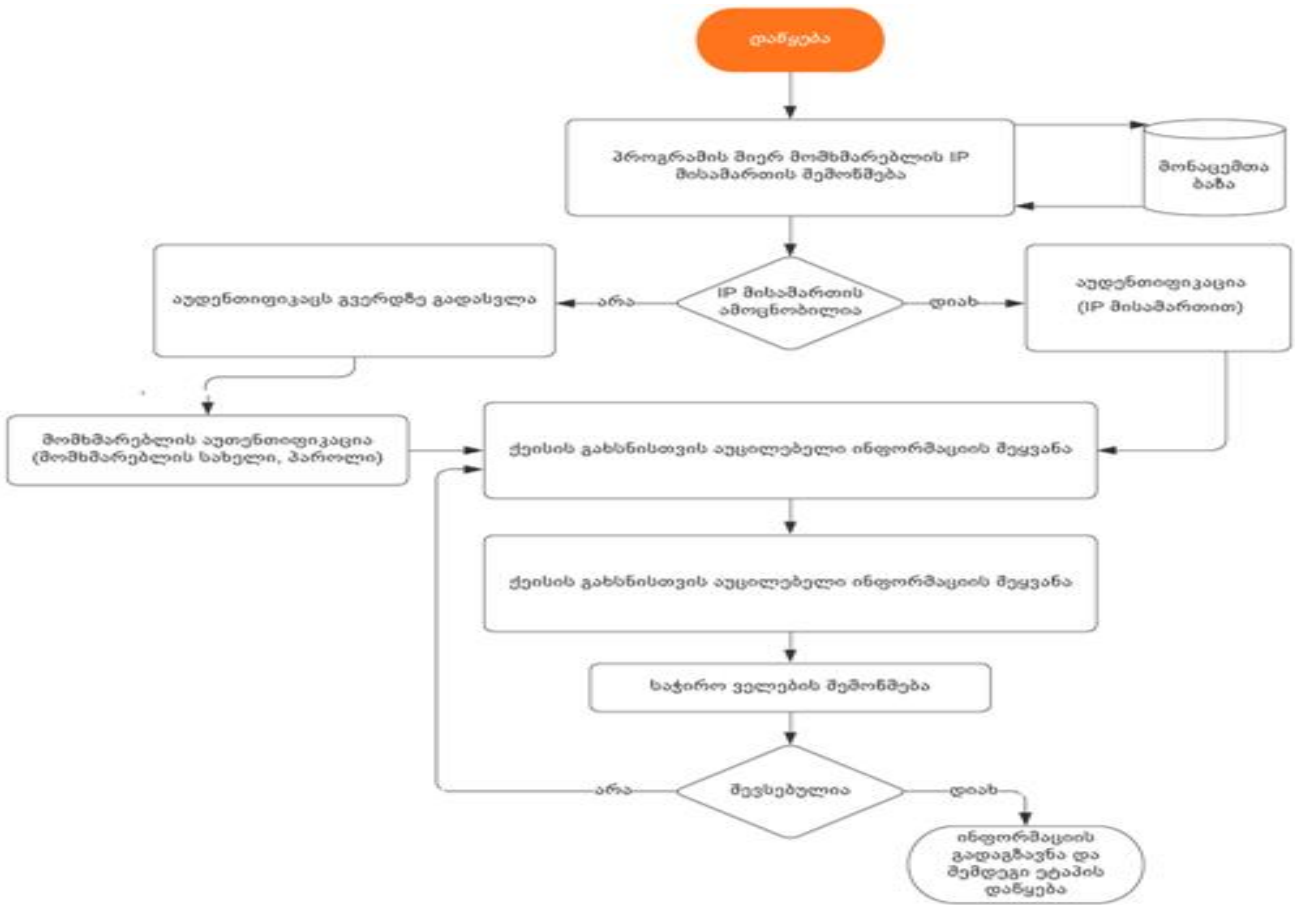 დაწყება
პროგრამის მიერ მომხმარებლის IP
მისამართის შემოწმება
მონაცემთა
ბაზა
აუდენთიფიკაცს გვერდზე გადასვლა
არა
IP მისამართის
ამოცნობილია
დიახ
აუდენთიფიკაცია
(IP მისამართით)
მომხმარებლის აუთენთიფიკაცია
(მომხმარებლის სახელი, პაროლი)
ქეისის გახსნისთვის აუცილებელი ინფორმაციის შეყვანა
ქეისის გახსნისთვის აუცილებელი ინფორმაციის შეყვანა
საჭირო ველების შემოწმება
არა
შევსებულია
დიახ
ინფორმაციის
გადაგზავნა და
შემდეგი ეტაპის
დაწყება